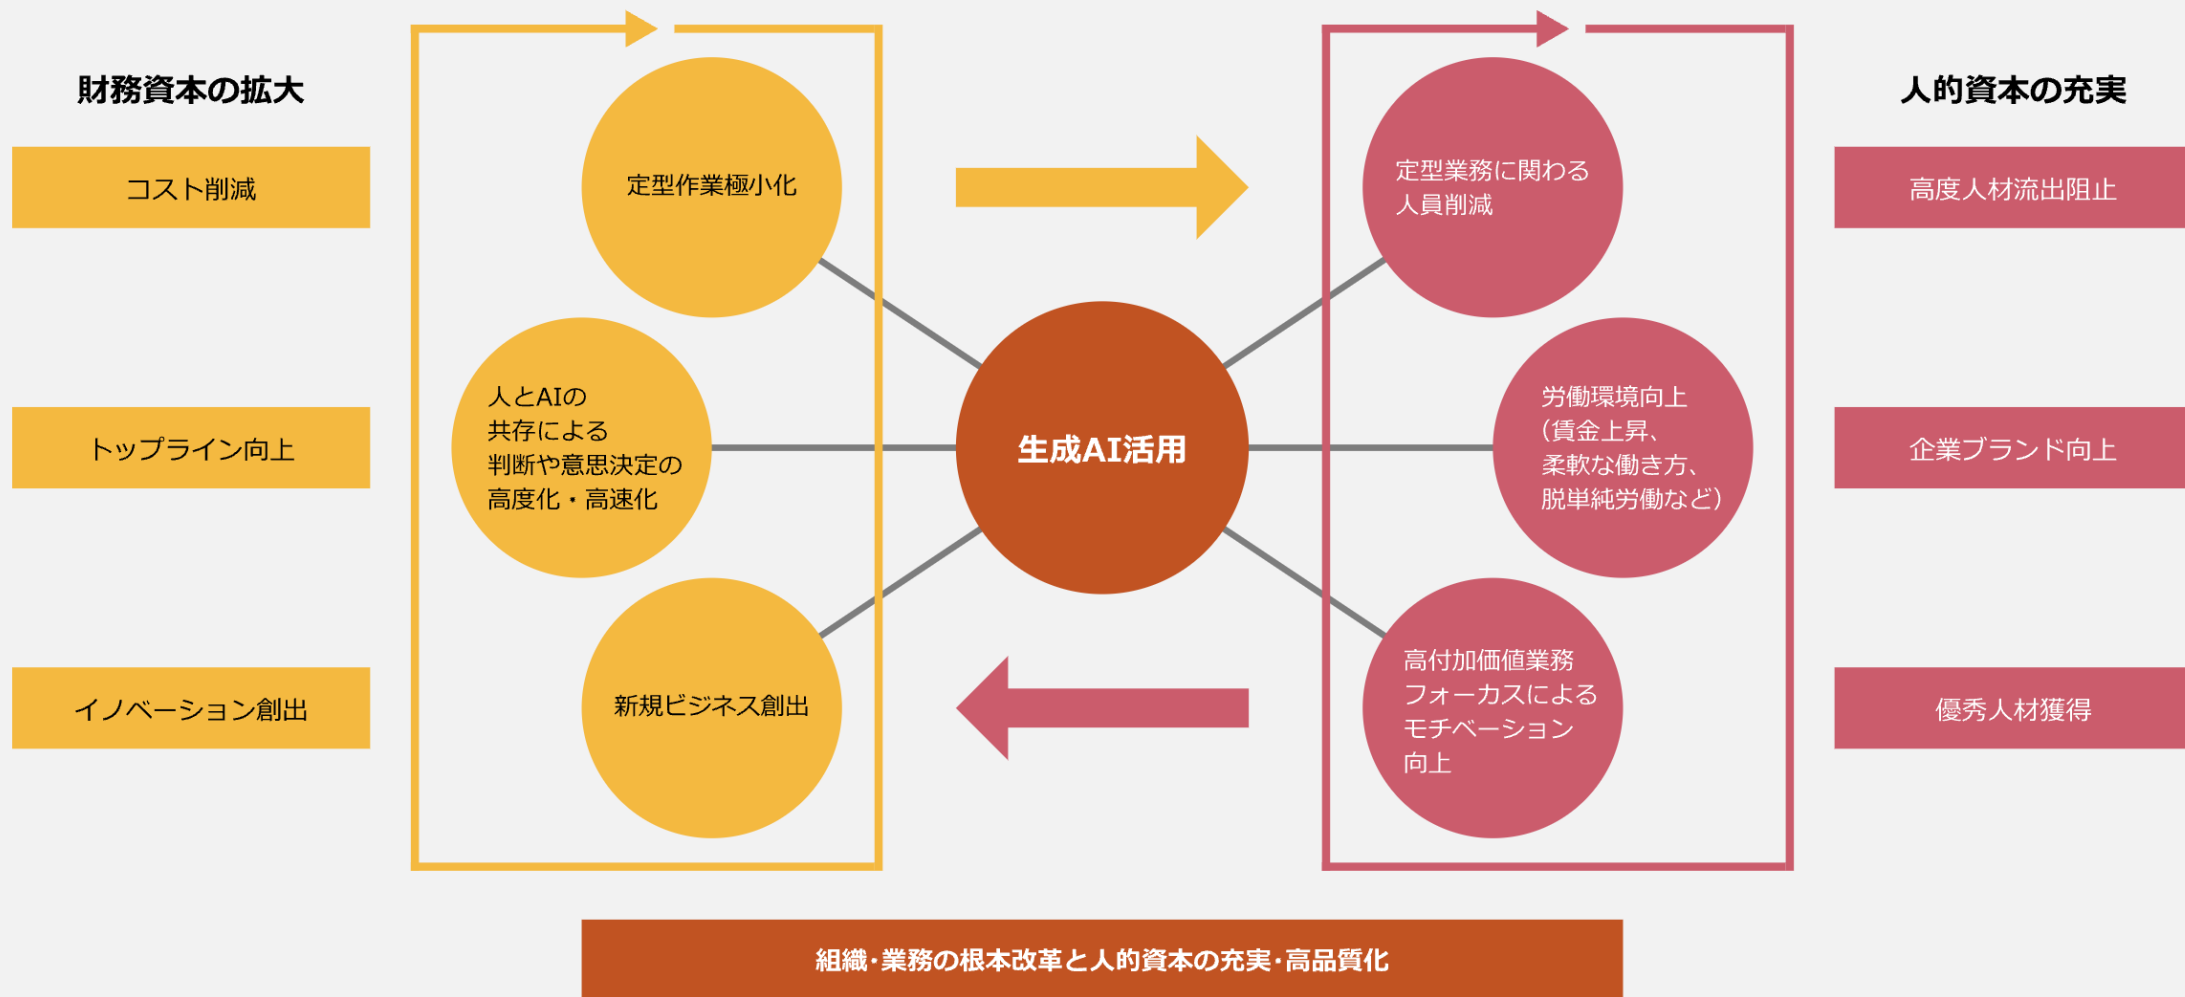 財務資本の拡大
コスト削減
トップライン向上
イノベーション創出
定型作業極小化
人とAIの
共存による
判断や意思決定の
高度化・高速化
新規ビジネス創出
生成AI活用
定型業務に関わる
人員削減
労働環境向上
（賃金上昇、
柔軟な働き方、
脱単純労働など）
高付加価値業務
フォーカスによる
モチベーション
向上
人的資本の充実
高度人材流出阻止
企業ブランド向上
優秀人材獲得
組織・業務の根本改革と人的資本の充実・高品質化